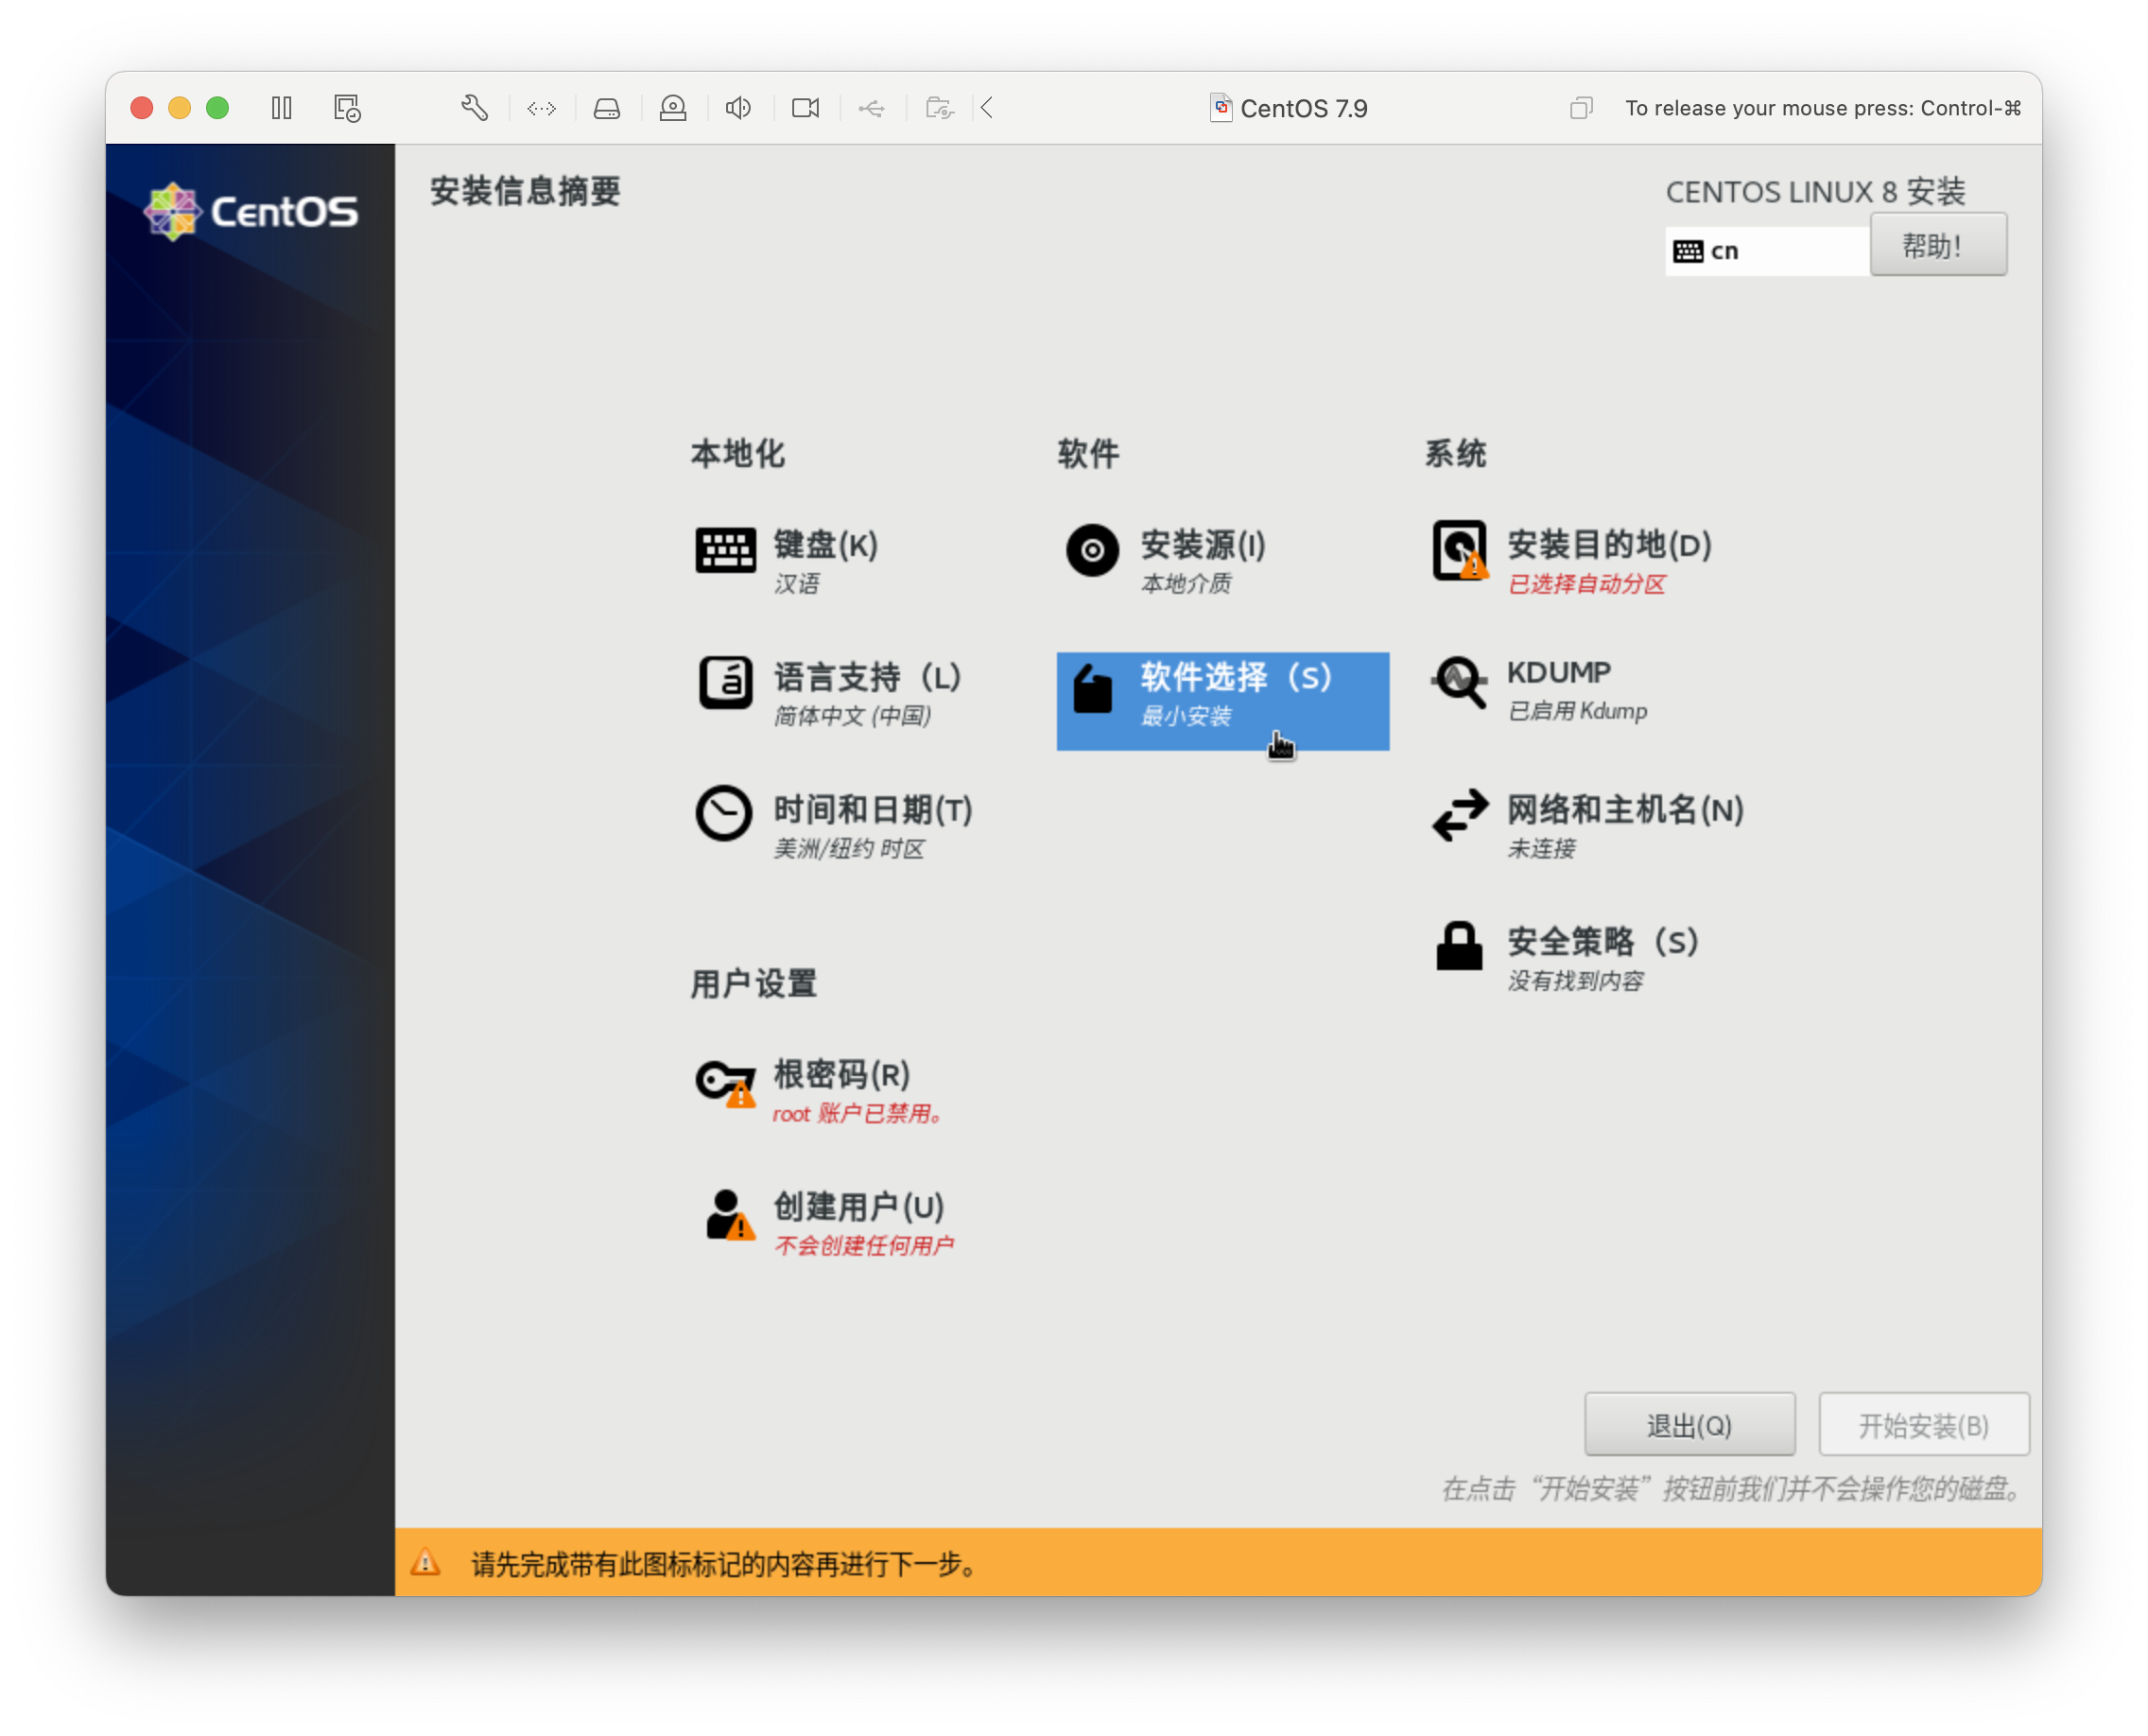 CentOS 7.9
To release your mouse press: Control-⌘
CentOS
安装信息摘要
CENTOS LINUX 8 安装
cn
帮助!
本地化
软件
系统
键盘(K)
汉语
安装源(I)
本地介质
安装目的地(D)
已选择自动分区
语言支持（L）
简体中文 (中国)
软件选择（S）
最小安装
KDUMP
已启用 Kdump
时间和日期(T)
美洲/纽约 时区
网络和主机名(N)
未连接
安全策略（S）
没有找到内容
用户设置
根密码(R)
root 账户已禁用。
创建用户(U)
不会创建任何用户
退出(Q)
开始安装(B)
在点击“开始安装”按钮前我们并不会操作您的磁盘。
请先完成带有此图标标记的内容再进行下一步。